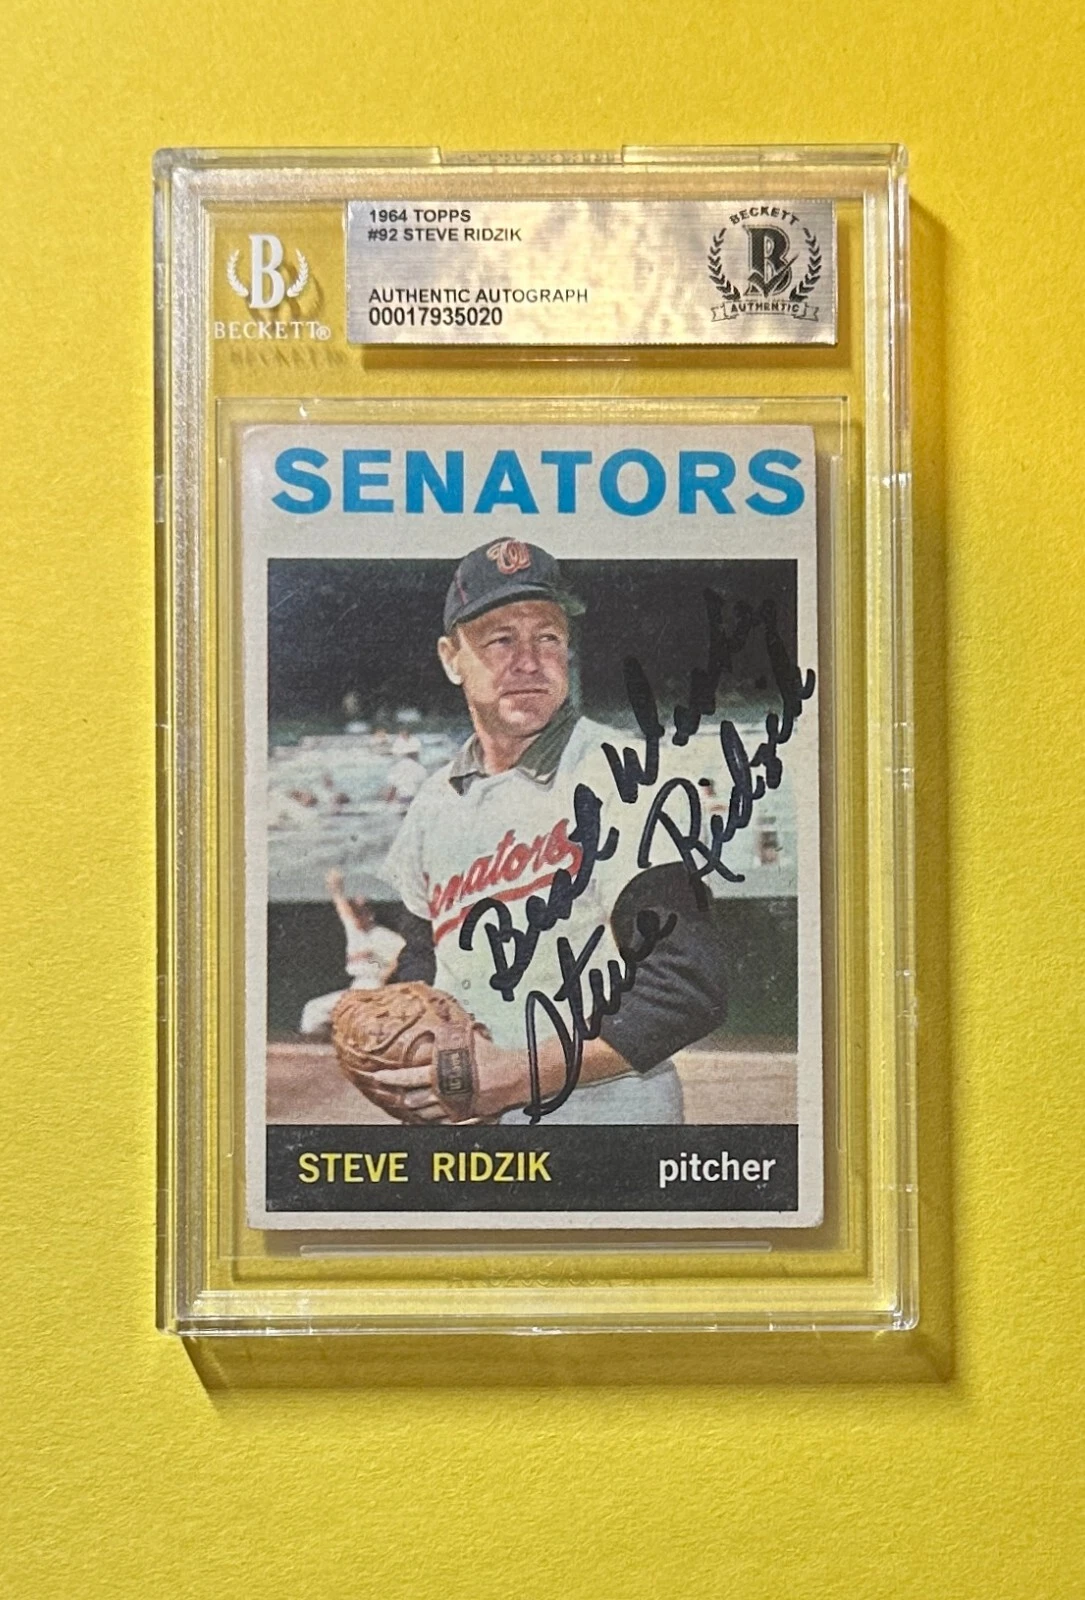 1964 TOPPS
#92 STEVE RIDZIK
AUTHENTIC AUTOGRAPH
00017935020
BECKETT
B
AUTHENTIC
B
BECKETT®
SENATORS
W
Senators
Best Wishes
Steve Ridzik
STEVE RIDZIK pitcher